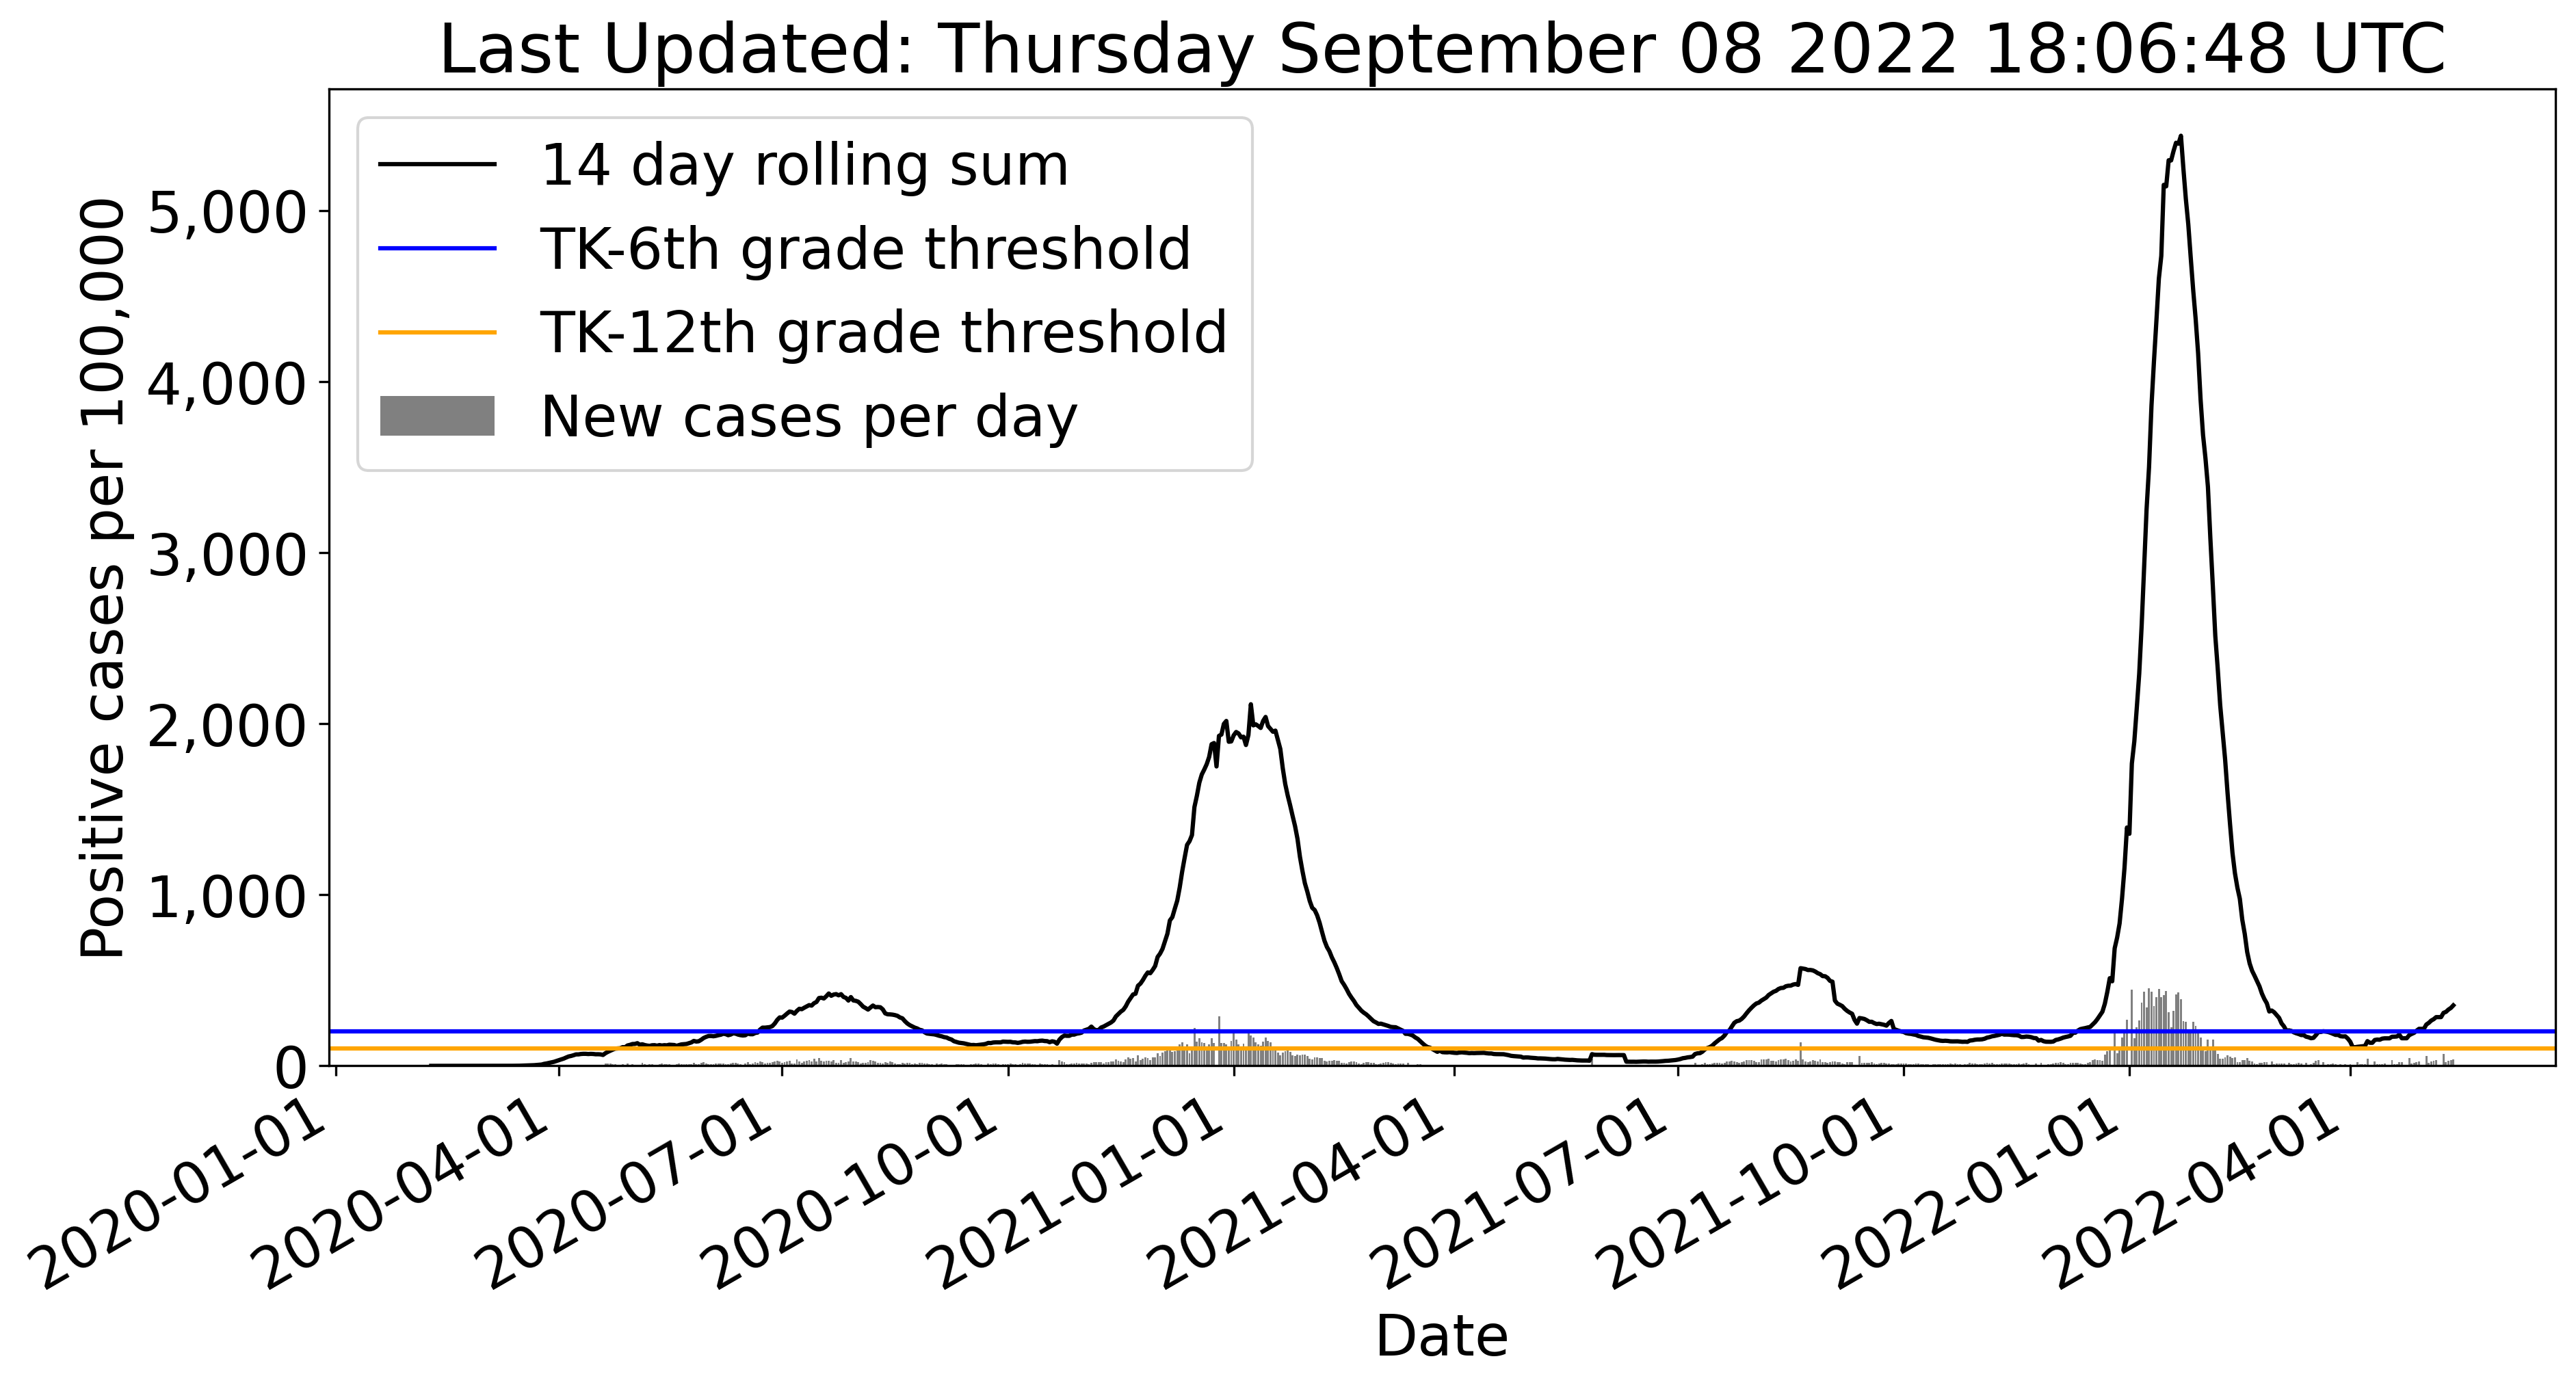 Last Updated: Thursday September 08 2022 18:06:48 UTC
14 day rolling sum
TK-6th grade threshold
TK-12th grade threshold
New cases per day
Positive cases per 100,000
5,000
4,000
3,000
2,000
1,000
0
2020-01-01
2020-04-01
2020-07-01
2020-10-01
2021-01-01
2021-04-01
2021-07-01
2021-10-01
2022-01-01
2022-04-01
Date